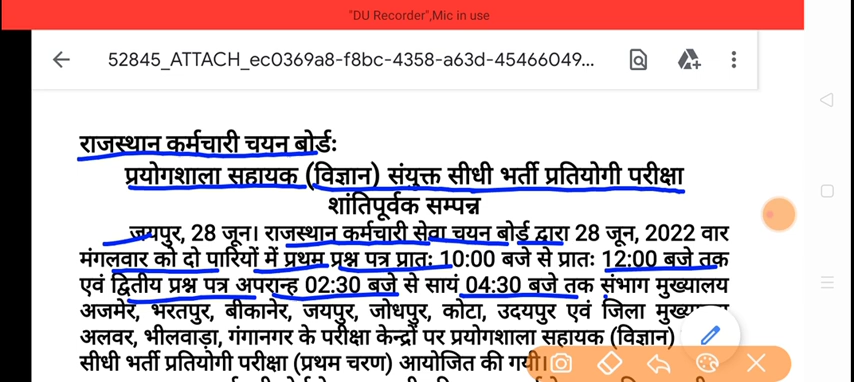 "DU Recorder",Mic in use
52845_ATTACH_ec0369a8-f8bc-4358-a63d-45466049...
राजस्थान कर्मचारी चयन बोर्डः
प्रयोगशाला सहायक (विज्ञान) संयुक्त सीधी भर्ती प्रतियोगी परीक्षा
शांतिपूर्वक सम्पन्न
जयपुर, 28 जून। राजस्थान कर्मचारी सेवा चयन बोर्ड द्वारा 28 जून, 2022 वार
मंगलवार को दो पारियों में प्रथम प्रश्न पत्र प्रातः 10:00 बजे से प्रातः 12:00 बजे तक
एवं द्वितीय प्रश्न पत्र अपरान्ह 02:30 बजे से सायं 04:30 बजे तक संभाग मुख्यालय
अजमेर, भरतपुर, बीकानेर, जयपुर, जोधपुर, कोटा, उदयपुर एवं जिला
अलवर, भीलवाड़ा, गंगानगर के परीक्षा केन्द्रों पर प्रयोगशाला सहायक (विज्ञान)
सीधी भर्ती प्रतियोगी परीक्षा (प्रथम चरण) आयोजित की गयी।